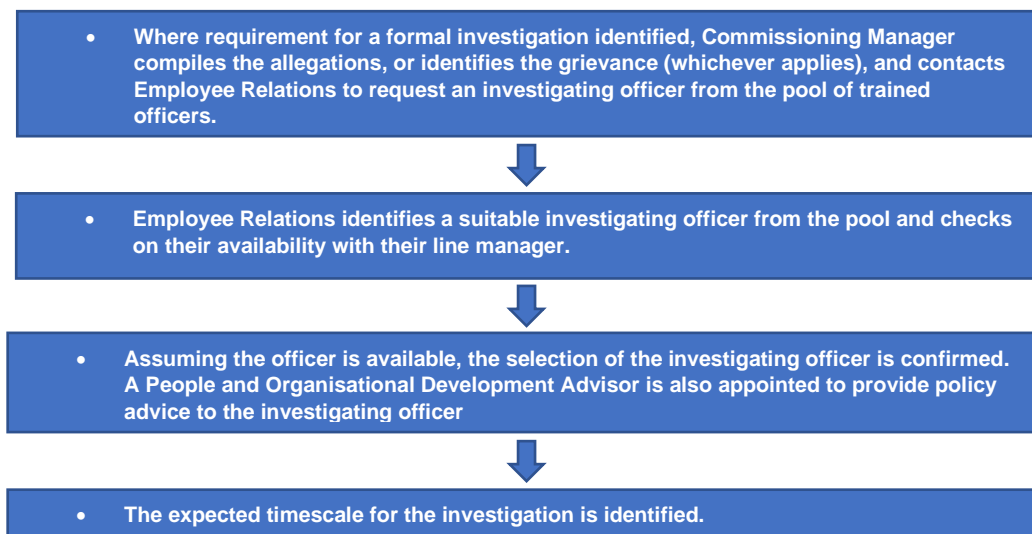 • Where requirement for a formal investigation identified, Commissioning Manager
compiles the allegations, or identifies the grievance (whichever applies), and contacts
Employee Relations to request an investigating officer from the pool of trained
officers.
• Employee Relations identifies a suitable investigating officer from the pool and checks
on their availability with their line manager.
• Assuming the officer is available, the selection of the investigating officer is confirmed.
A People and Organisational Development Advisor is also appointed to provide policy
advice to the investigating officer
• The expected timescale for the investigation is identified.